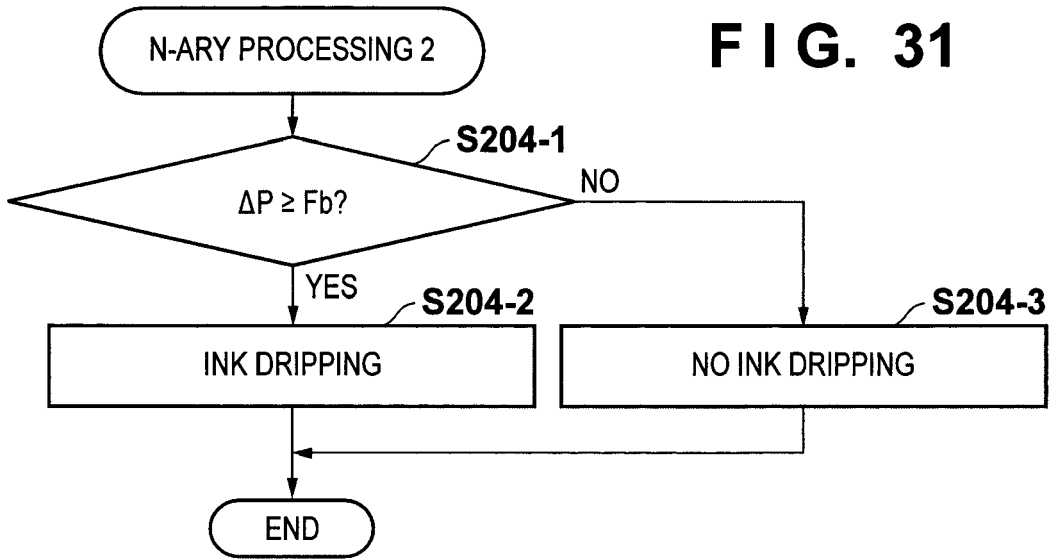 F I G. 31
N-ARY PROCESSING 2
S204-1
ΔP ≥ Fb?
NO
YES
S204-2
S204-3
INK DRIPPING
NO INK DRIPPING
END